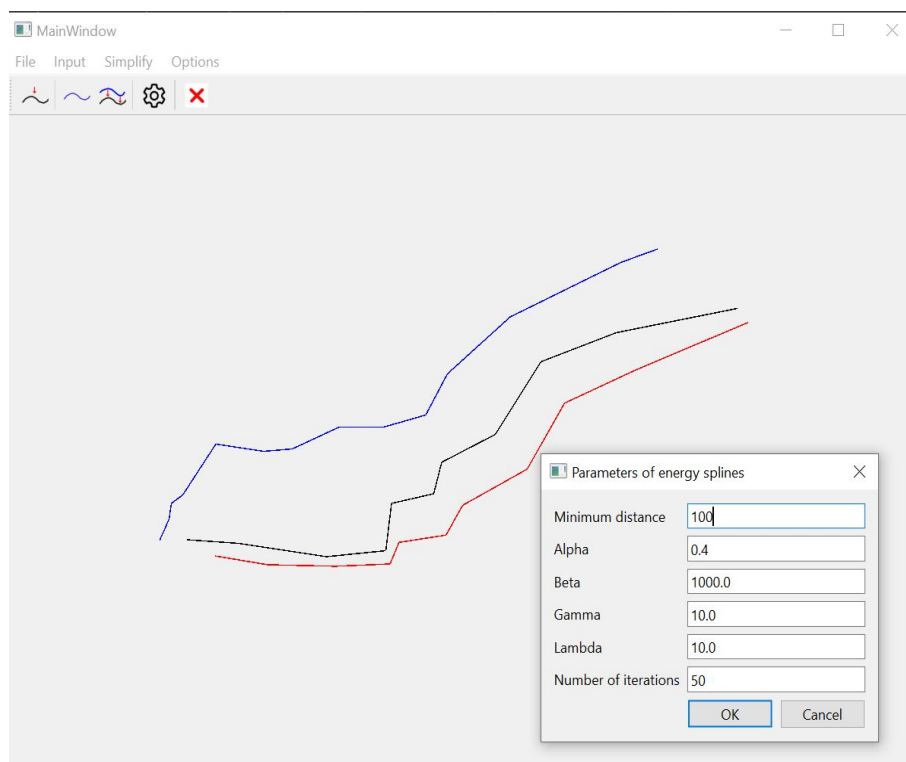 MainWindow
File Input Simplify Options
Parameters of energy splines
Minimum distance 100
Alpha 0.4
Beta 1000.0
Gamma 10.0
Lambda 10.0
Number of iterations 50
OK Cancel